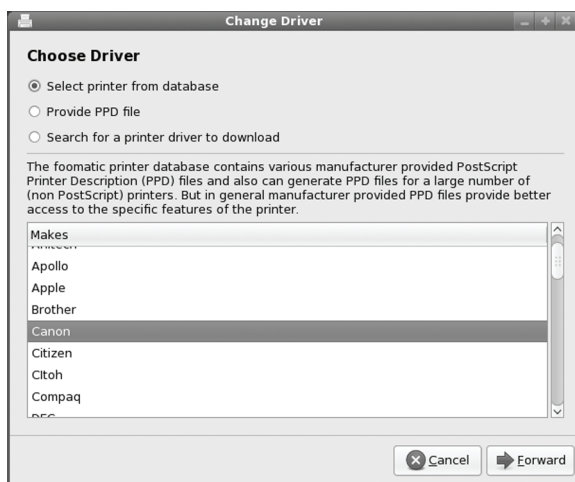 Change Driver
Choose Driver
Select printer from database
Provide PPD file
Search for a printer driver to download
The foomatic printer database contains various manufacturer provided PostScript
Printer Description (PPD) files and also can generate PPD files for a large number of
(non PostScript) printers. But in general manufacturer provided PPD files provide better
access to the specific features of the printer.
Makes
Apollo
Apple
Brother
Canon
Citizen
CItoh
Compaq
Cancel
Forward